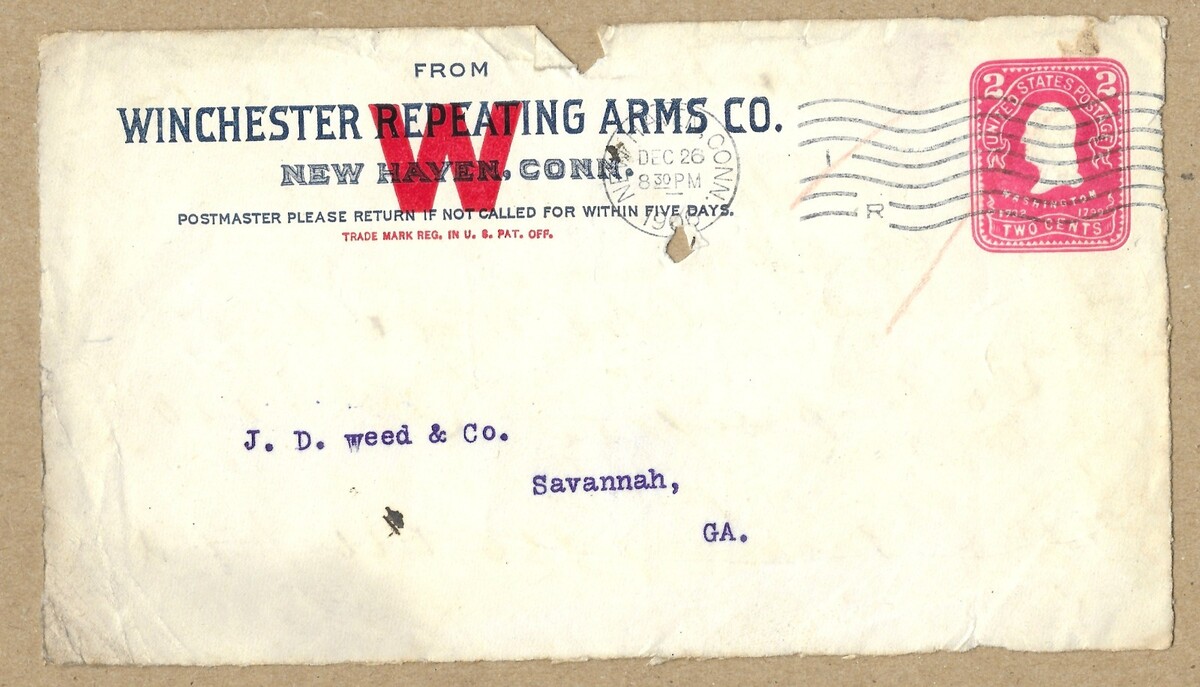 FROM
WINCHESTER REPEATING ARMS CO.
W
NEW HAVEN, CONN.
POSTMASTER PLEASE RETURN IF NOT CALLED FOR WITHIN FIVE DAYS.
TRADE MARK REG. IN U. S. PAT. OFF.
CONN.
DEC 26
8 30 PM
R
2 2
UNITED STATES POSTAGE
WASHINGTON
1732 1799
TWO CENTS
J. D. weed & Co.
Savannah,
GA.